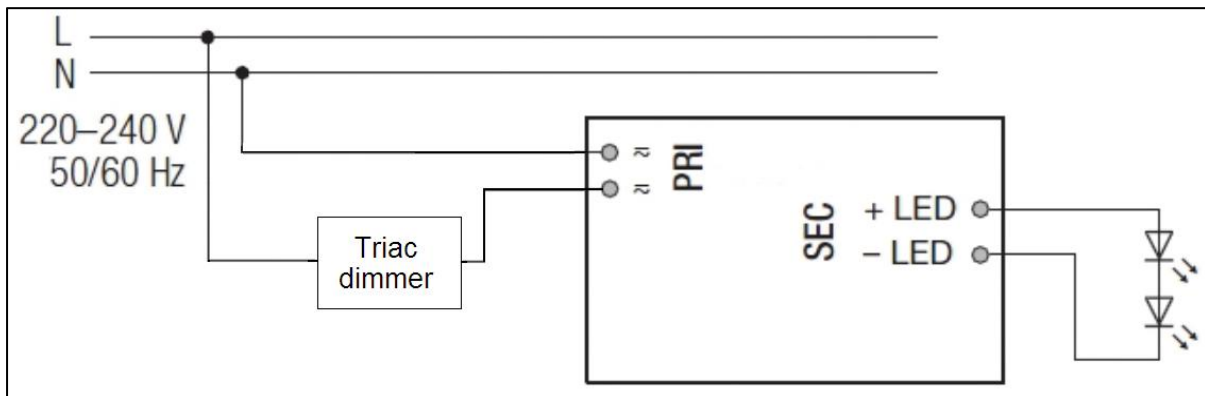 L
N
220–240 V
50/60 Hz
Triac
dimmer
≂
≂
PRI
SEC
+ LED
– LED